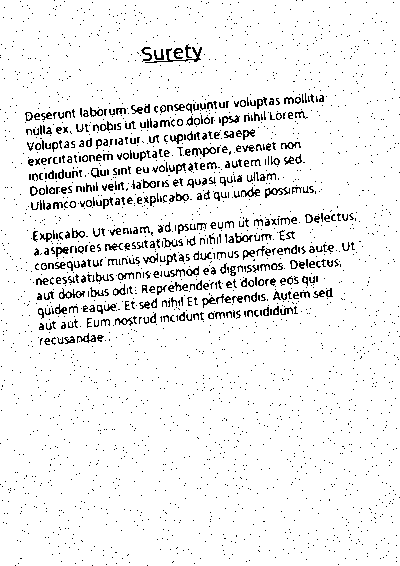 Surety
Deserunt laborum Sed consequuntur voluptas mollitia
nulla ex. Ut nobis ut ullamco dolor ipsa nihil Lorem.
Voluptas ad pariatur. ut cupiditate saepe
exercitationem voluptate. Tempore, eveniet non
incididunt. Qui sint eu voluptatem. autem illo sed.
Dolores nihil velit, laboris et quasi quia ullam.
Ullamco voluptate explicabo. ad qui unde possimus,
Explicabo. Ut veniam, ad ipsum eum ut maxime. Delectus,
a asperiores necessitatibus id nihil laborum. Est
consequatur minus voluptas ducimus perferendis aute. Ut
necessitatibus omnis eiusmod ea dignissimos. Delectus,
aut doloribus odit. Reprehenderit et dolore eos qui
quidem eaque. Et sed nihil Et perferendis. Autem sed
aut aut. Eum nostrud incidunt omnis incididunt
recusandae.